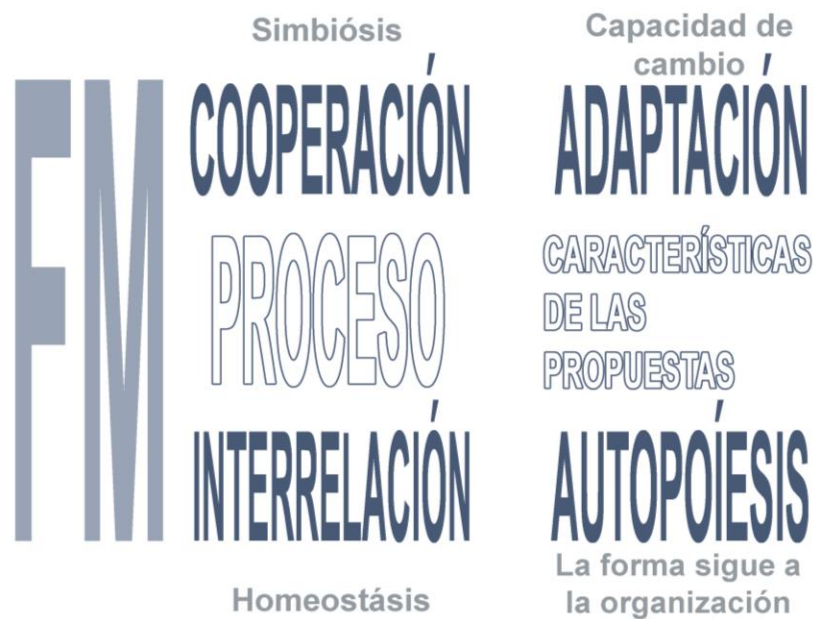 FM
Simbiósis
COOPERACIÓN
PROCESO
INTERRELACIÓN
Homeostásis
Capacidad de
cambio
ADAPTACIÓN
CARACTERÍSTICAS
DE LAS
PROPUESTAS
AUTOPOÍESIS
La forma sigue a
la organización